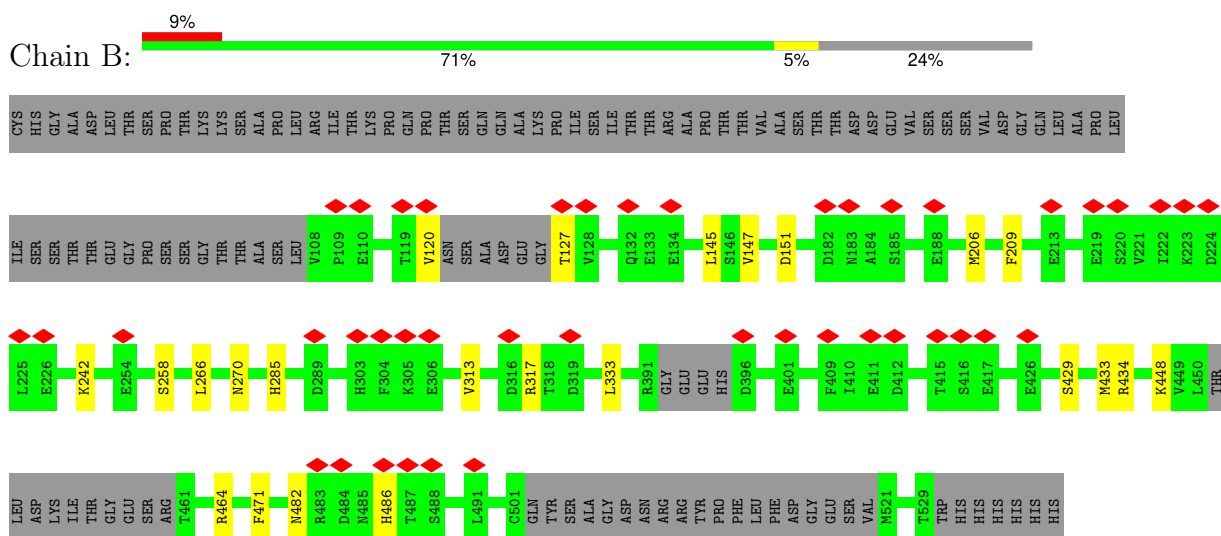 9%
Chain B:
71% 5% 24%
CYS HIS GLY ALA ASP LEU THR SER PRO THR LYS LYS SER ALA PRO LEU ARG ILE THR LYS PRO GLN PRO THR SER GLN GLN ALA LYS PRO ILE SER ILE THR THR ARG ALA PRO THR THR VAL ALA SER THR THR ASP ASP GLU VAL SER SER SER VAL ASP GLY GLN LEU ALA PRO LEU
ILE SER SER THR THR GLU GLY PRO SER SER GLY THR THR ALA SER LEU V108 P109 E110 T119 V120 ASN SER ALA ASP GLU GLY T127 V128 Q132 E133 E134 L145 S146 V147 D151 D182 N183 A184 S185 E188 M206 F209 E213 E219 S220 V221 I222 K223 D224
L225 E226 K242 E254 S258 L266 N270 H285 D289 H303 F304 K305 E306 V313 D316 R317 T318 D319 L333 R391 GLY GLU GLU HIS D396 E401 F409 I410 E411 D412 T415 S416 E417 E426 S429 M433 R434 K448 V449 L450 THR
LEU ASP LYS ILE THR GLY GLU SER ARG T461 R464 F471 N482 R483 D484 N485 H486 T487 S488 L491 C501 GLN TYR SER ALA GLY ASP ASN ARG ARG TYR PRO PHE LEU PHE ASP GLY GLU SER VAL M521 T529 TRP HIS HIS HIS HIS HIS HIS